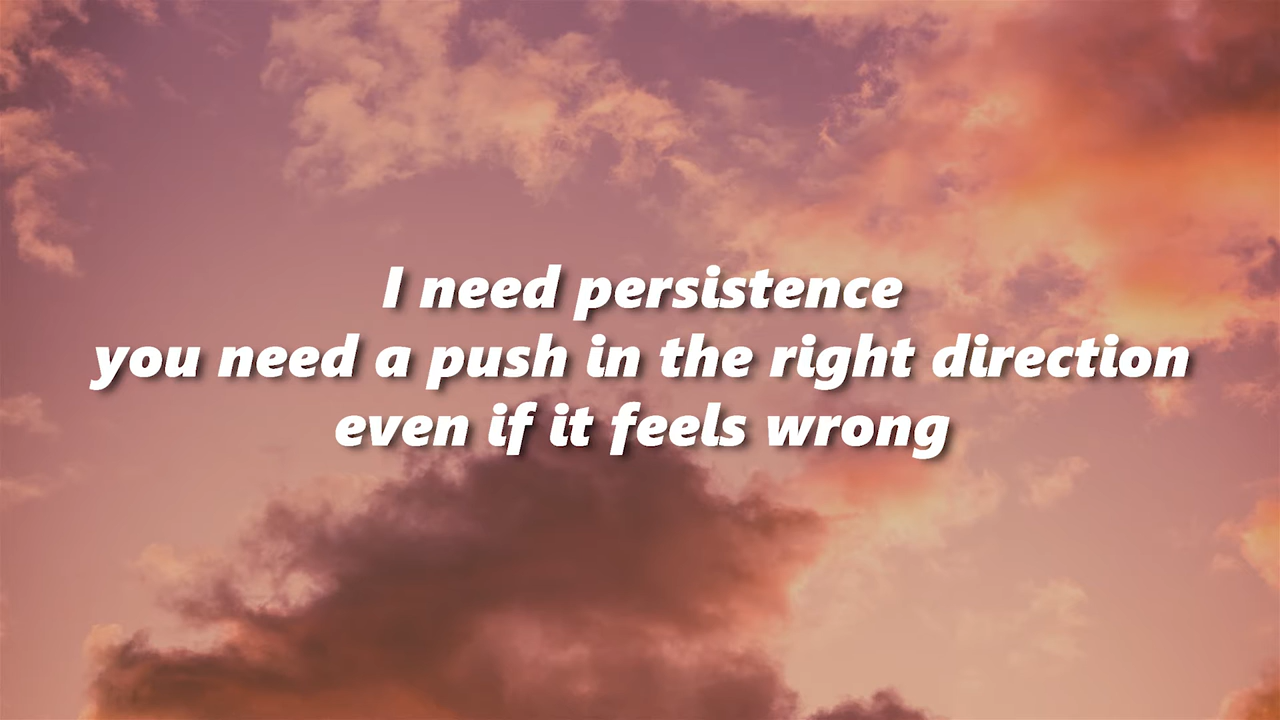 I need persistence
you need a push in the right direction
even if it feels wrong